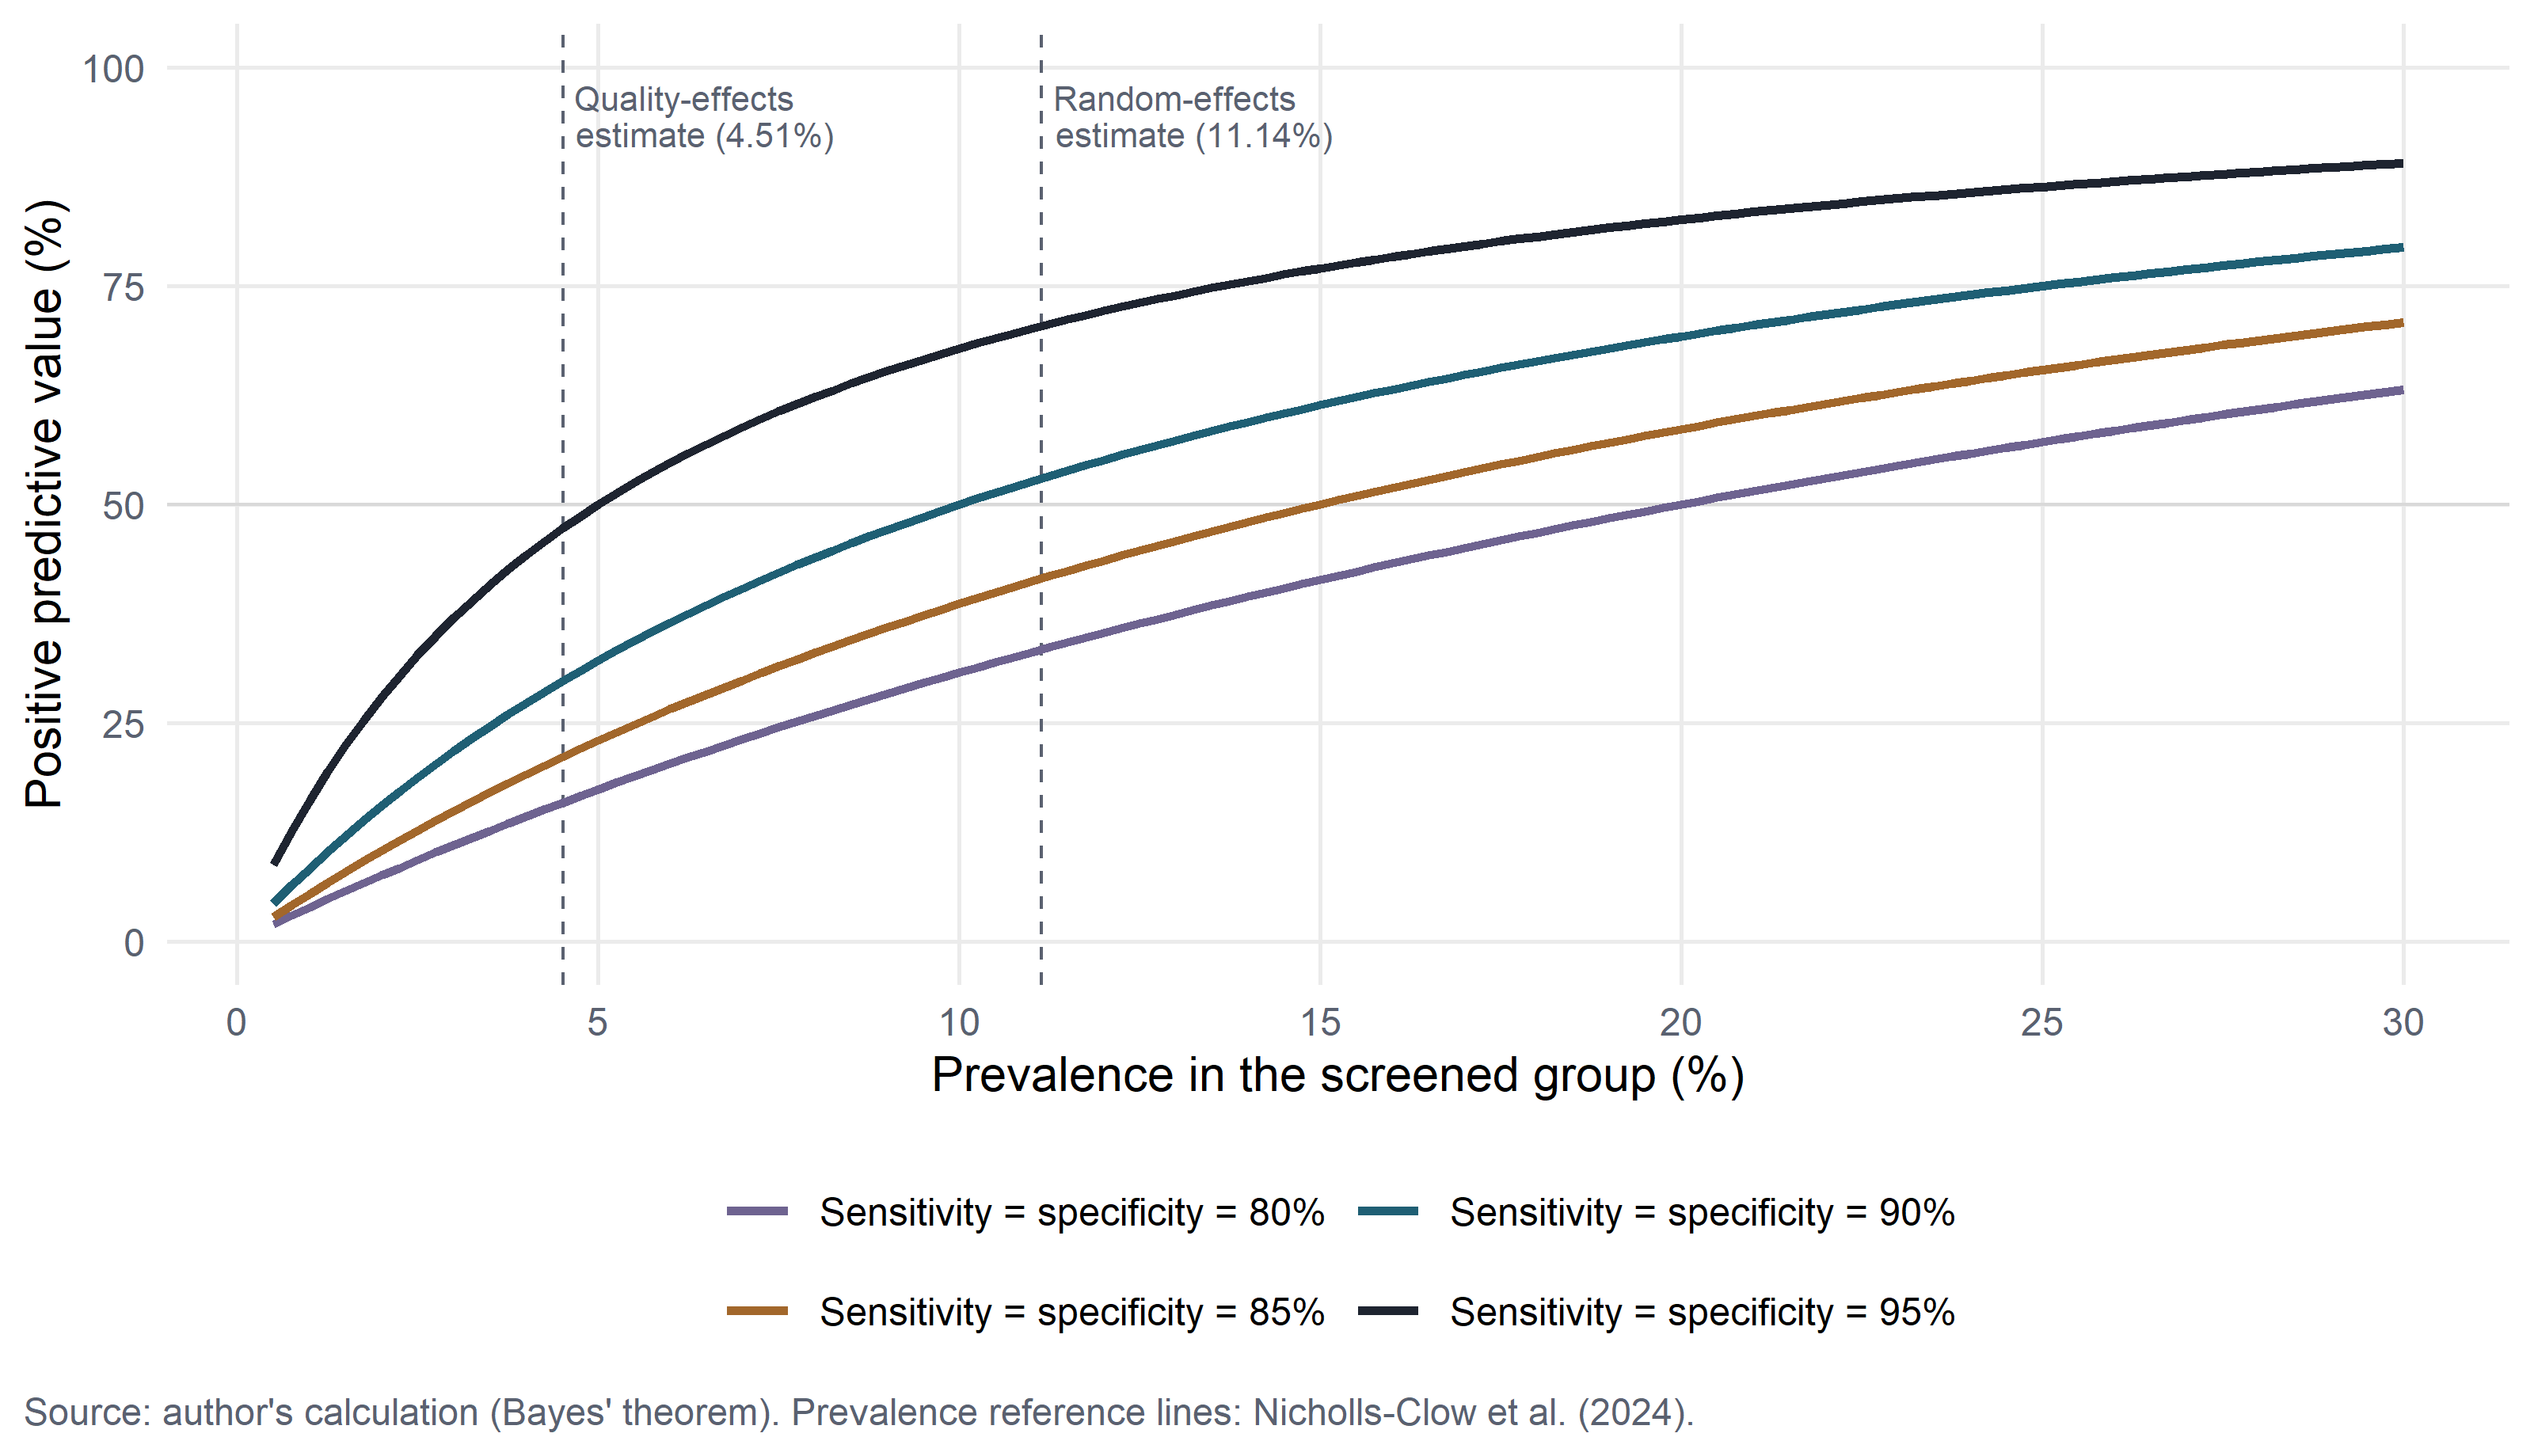 Quality-effects
estimate (4.51%)
Random-effects
estimate (11.14%)
Positive predictive value (%)
100
75
50
25
0
0 5 10 15 20 25 30
Prevalence in the screened group (%)
Sensitivity = specificity = 80% Sensitivity = specificity = 90%
Sensitivity = specificity = 85% Sensitivity = specificity = 95%
Source: author's calculation (Bayes' theorem). Prevalence reference lines: Nicholls-Clow et al. (2024).